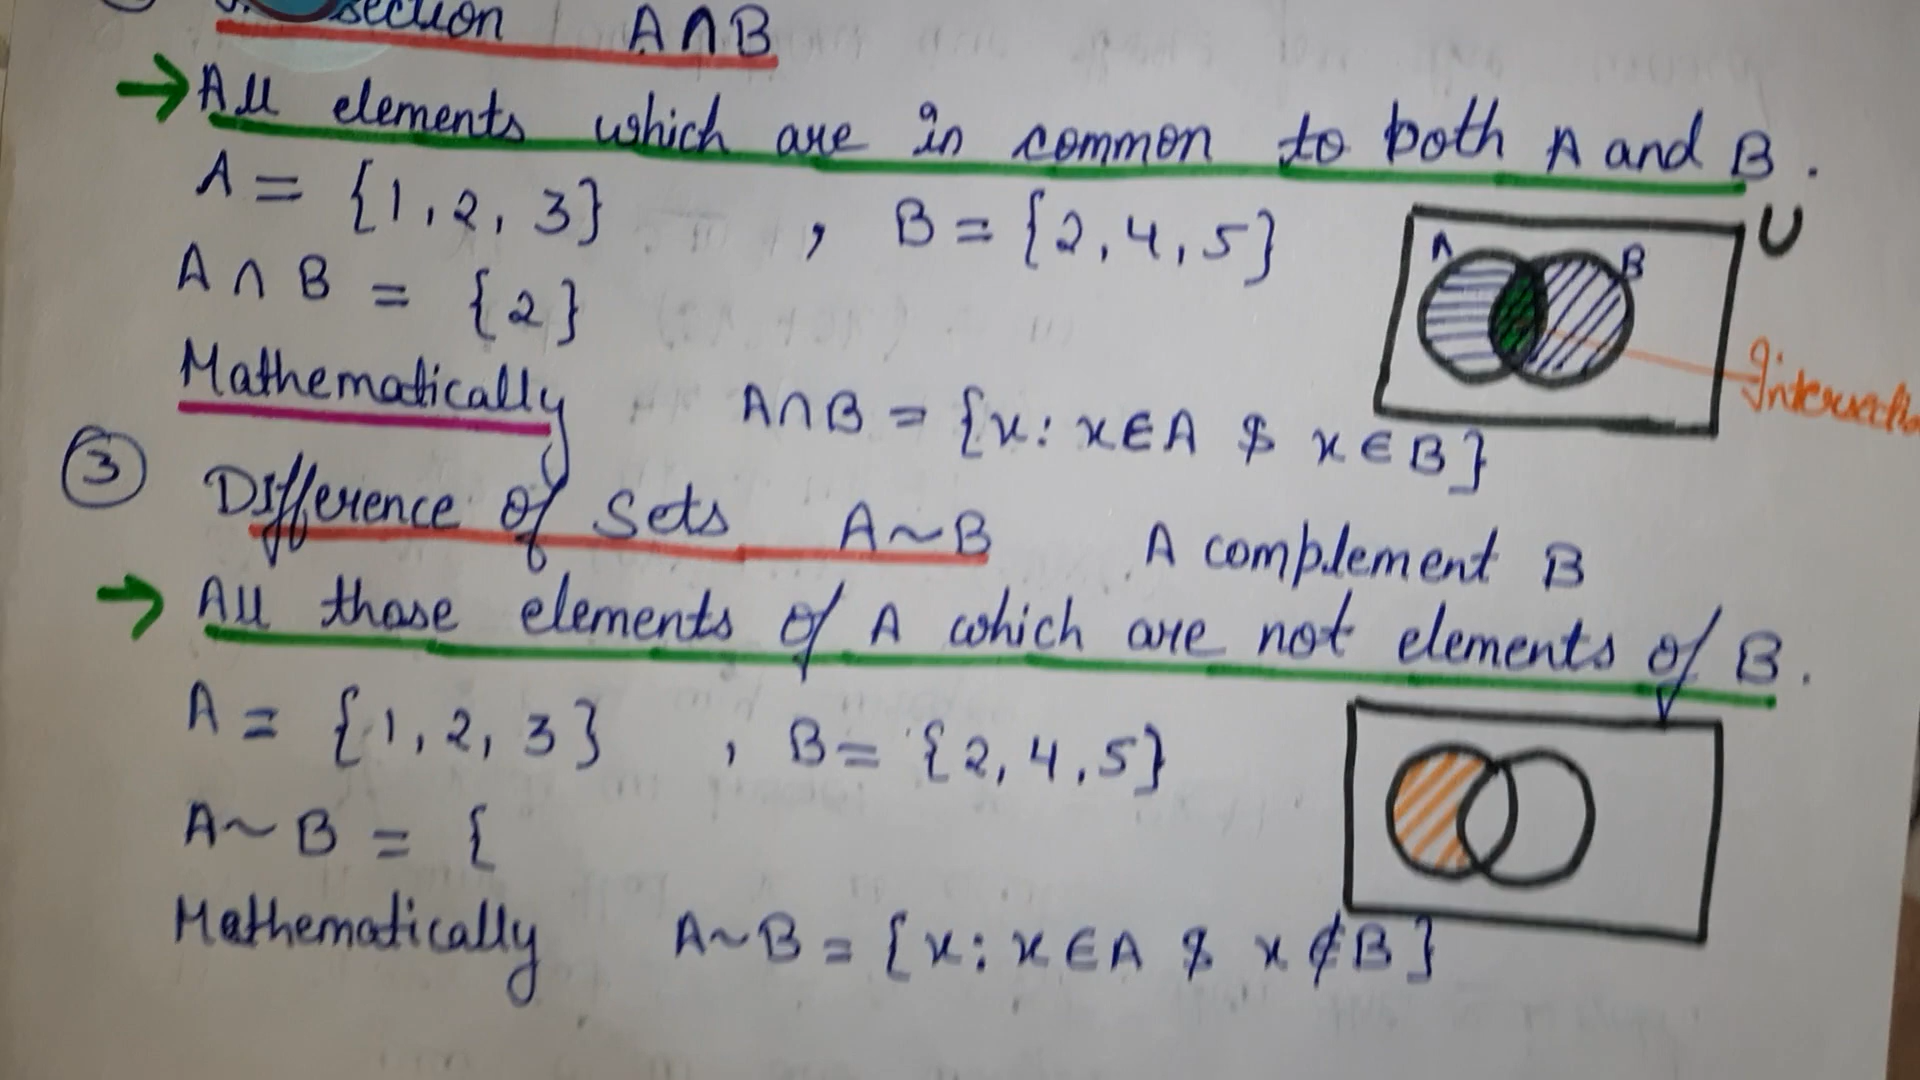 section A∩B
→ All elements which are in common to both A and B.
A = {1, 2, 3} , B = {2, 4, 5}
U
A B
A ∩ B = {2}
Mathematically A∩B = {x : x∈A & x∈B}
③ Difference of Sets A~B A complement B
→ All those elements of A which are not elements of B.
A = {1, 2, 3} , B = {2, 4, 5}
A~B = {
Mathematically A~B = {x : x∈A & x∉B}